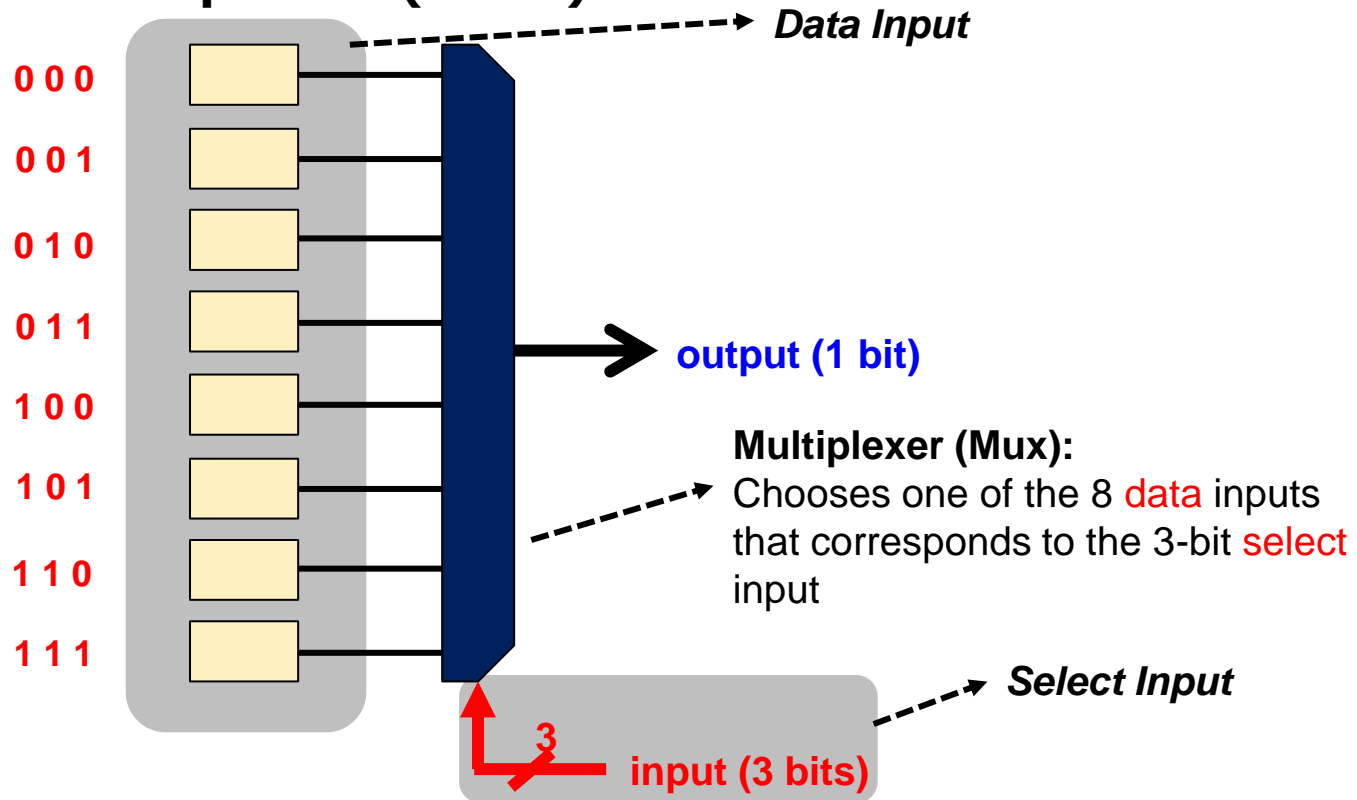 Data Input
0 0 0
0 0 1
0 1 0
0 1 1
output (1 bit)
1 0 0
Multiplexer (Mux):
1 0 1
Chooses one of the 8 data inputs
that corresponds to the 3-bit select
input
1 1 0
1 1 1
Select Input
3
input (3 bits)